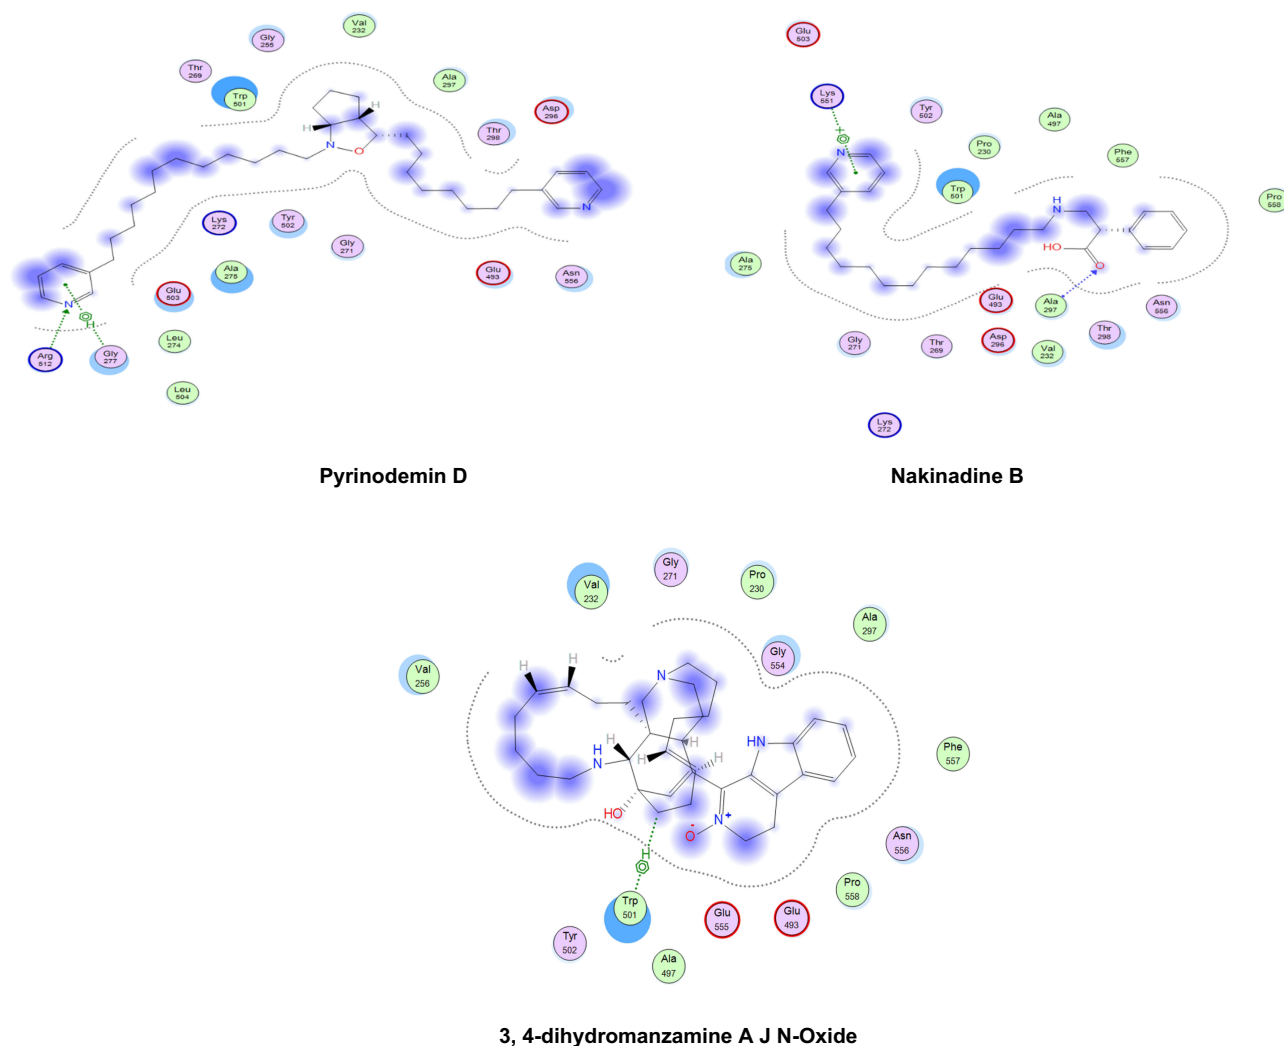 Val
232
Gly
255
Thr
269
Trp
501
Ala
297
Asp
296
Thr
298
H
H
N
O
N
Lys
272
Tyr
502
Gly
271
Ala
275
Glu
503
Glu
493
Asn
556
N
H
Leu
274
Arg
512
Gly
277
Leu
504
Pyrinodemin D
Glu
503
Lys
551
Tyr
502
Ala
497
Pro
230
Phe
557
Trp
501
Pro
558
+
N
H
N
HO
O
Ala
275
Glu
493
Ala
297
Asn
556
Gly
271
Thr
269
Asp
296
Val
232
Thr
298
Lys
272
Nakinadine B
Gly
271
Pro
230
Val
232
Ala
297
Gly
554
Val
256
H
H
N
H
N
H
H
H
H
HN
HO
N
+
O
-
H
Phe
557
Asn
556
Pro
558
Trp
501
Glu
555
Glu
493
Tyr
502
Ala
497
3, 4-dihydromanzamine A J N-Oxide